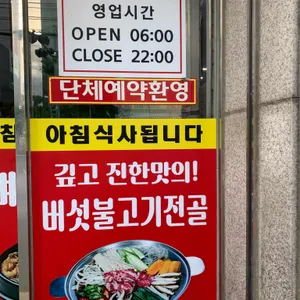 영업시간
OPEN 06:00
CLOSE 22:00
단체예약환영
아침식사됩니다
깊고 진한맛의!
버섯불고기전골